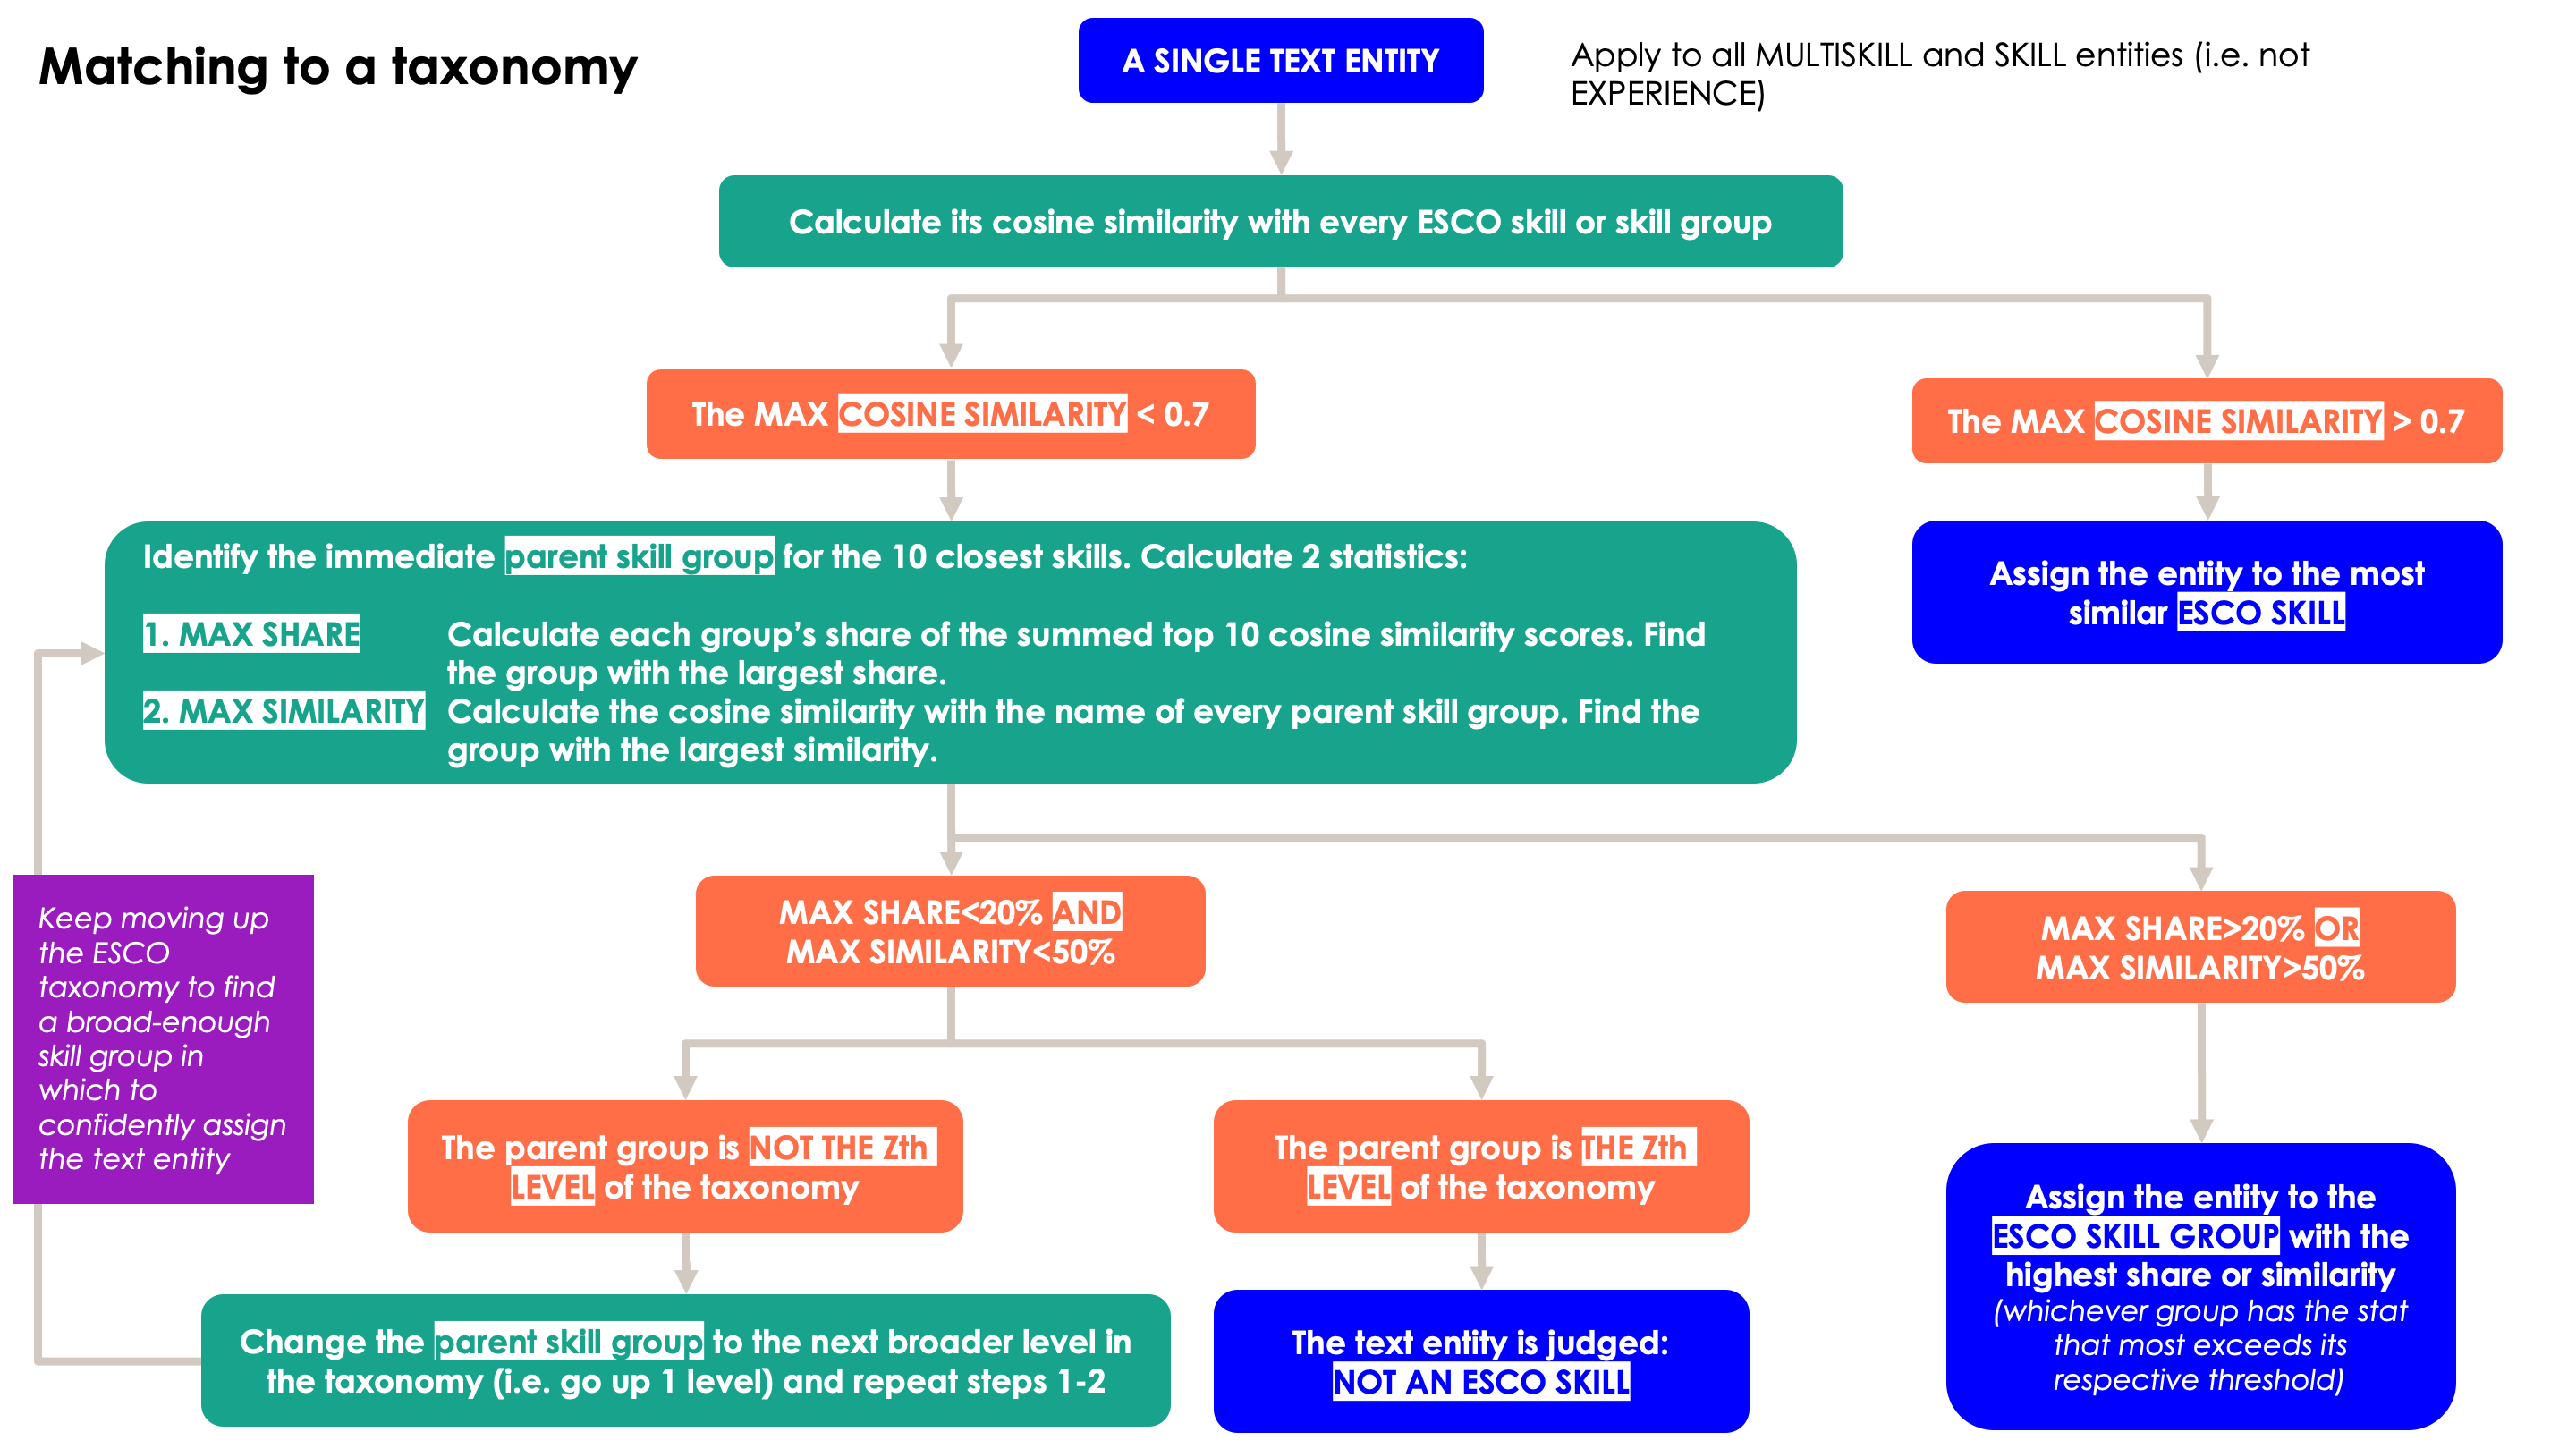 Matching to a taxonomy
A SINGLE TEXT ENTITY
Apply to all MULTISKILL and SKILL entities (i.e. not
EXPERIENCE)
Calculate its cosine similarity with every ESCO skill or skill group
The MAX COSINE SIMILARITY < 0.7
The MAX COSINE SIMILARITY > 0.7
Identify the immediate parent skill group for the 10 closest skills. Calculate 2 statistics:
1. MAX SHARE Calculate each group’s share of the summed top 10 cosine similarity scores. Find
the group with the largest share.
2. MAX SIMILARITY Calculate the cosine similarity with the name of every parent skill group. Find the
group with the largest similarity.
Assign the entity to the most
similar ESCO SKILL
MAX SHARE<20% AND
MAX SIMILARITY<50%
MAX SHARE>20% OR
MAX SIMILARITY>50%
Keep moving up
the ESCO
taxonomy to find
a broad-enough
skill group in
which to
confidently assign
the text entity
The parent group is NOT THE Zth
LEVEL of the taxonomy
The parent group is THE Zth
LEVEL of the taxonomy
Assign the entity to the
ESCO SKILL GROUP with the
highest share or similarity
(whichever group has the stat
that most exceeds its
respective threshold)
Change the parent skill group to the next broader level in
the taxonomy (i.e. go up 1 level) and repeat steps 1-2
The text entity is judged:
NOT AN ESCO SKILL